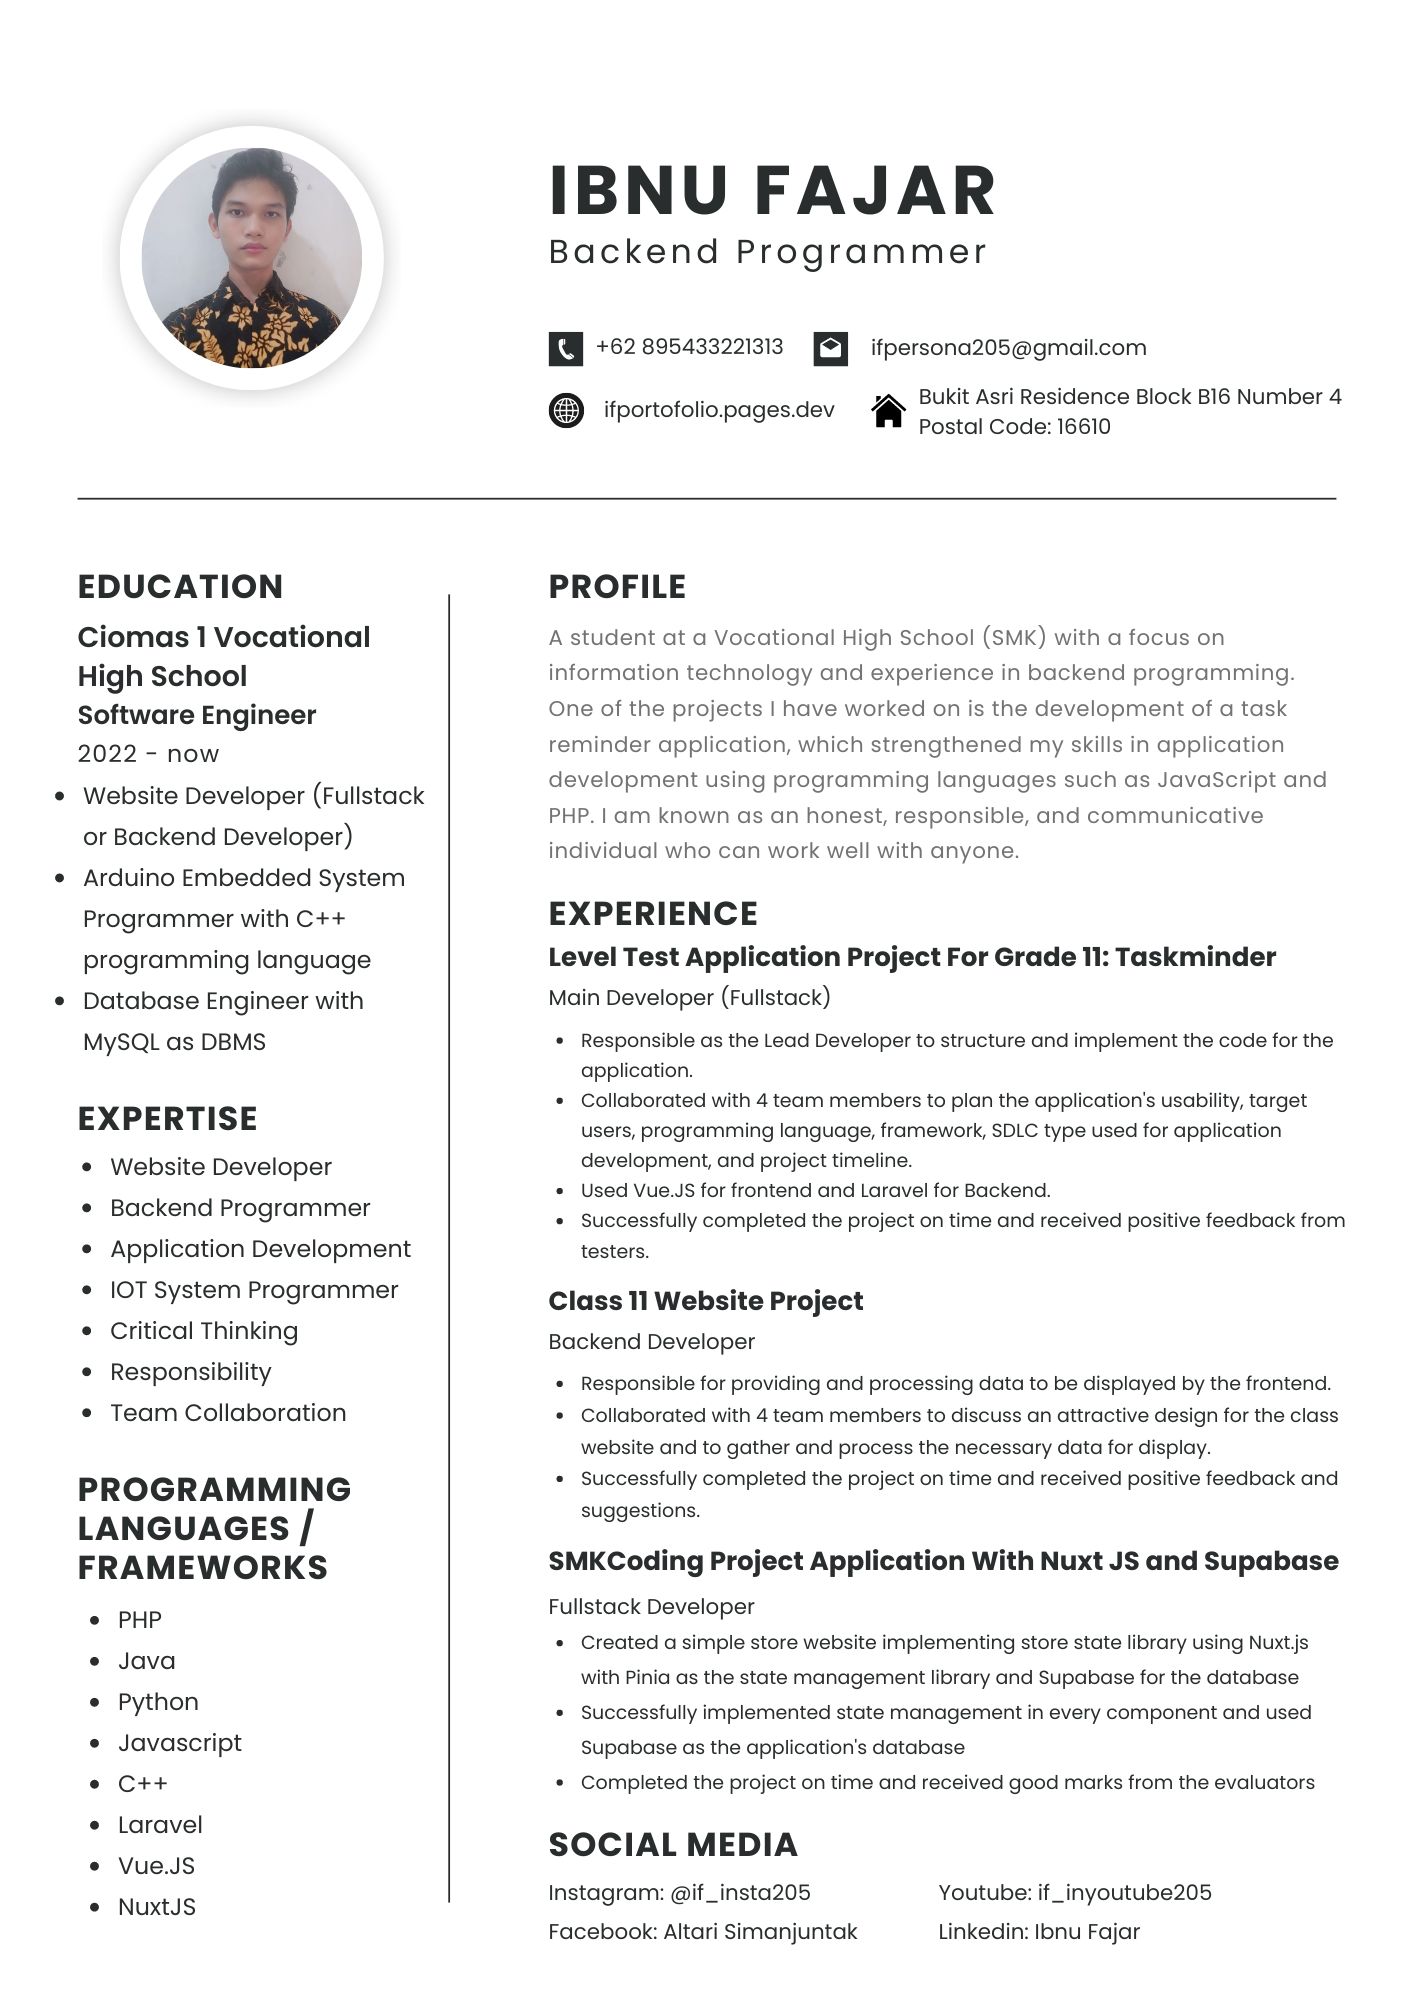 IBNU FAJAR
Backend Programmer
+62 895433221313
ifpersona205@gmail.com
ifportofolio.pages.dev
Bukit Asri Residence Block B16 Number 4
Postal Code: 16610
EDUCATION
Ciomas 1 Vocational
High School
Software Engineer
2022 - now
Website Developer (Fullstack
or Backend Developer)
Arduino Embedded System
Programmer with C++
programming language
Database Engineer with
MySQL as DBMS
EXPERTISE
Website Developer
Backend Programmer
Application Development
IOT System Programmer
Critical Thinking
Responsibility
Team Collaboration
PROGRAMMING
LANGUAGES /
FRAMEWORKS
PHP
Java
Python
Javascript
C++
Laravel
Vue.JS
NuxtJS
PROFILE
A student at a Vocational High School (SMK) with a focus on
information technology and experience in backend programming.
One of the projects I have worked on is the development of a task
reminder application, which strengthened my skills in application
development using programming languages such as JavaScript and
PHP. I am known as an honest, responsible, and communicative
individual who can work well with anyone.
EXPERIENCE
Level Test Application Project For Grade 11: Taskminder
Main Developer (Fullstack)
Responsible as the Lead Developer to structure and implement the code for the
application.
Collaborated with 4 team members to plan the application's usability, target
users, programming language, framework, SDLC type used for application
development, and project timeline.
Used Vue.JS for frontend and Laravel for Backend.
Successfully completed the project on time and received positive feedback from
testers.
Class 11 Website Project
Backend Developer
Responsible for providing and processing data to be displayed by the frontend.
Collaborated with 4 team members to discuss an attractive design for the class
website and to gather and process the necessary data for display.
Successfully completed the project on time and received positive feedback and
suggestions.
SMKCoding Project Application With Nuxt JS and Supabase
Fullstack Developer
Created a simple store website implementing store state library using Nuxt.js
with Pinia as the state management library and Supabase for the database
Successfully implemented state management in every component and used
Supabase as the application's database
Completed the project on time and received good marks from the evaluators
SOCIAL MEDIA
Instagram: @if_insta205
Youtube: if_inyoutube205
Facebook: Altari Simanjuntak
Linkedin: Ibnu Fajar